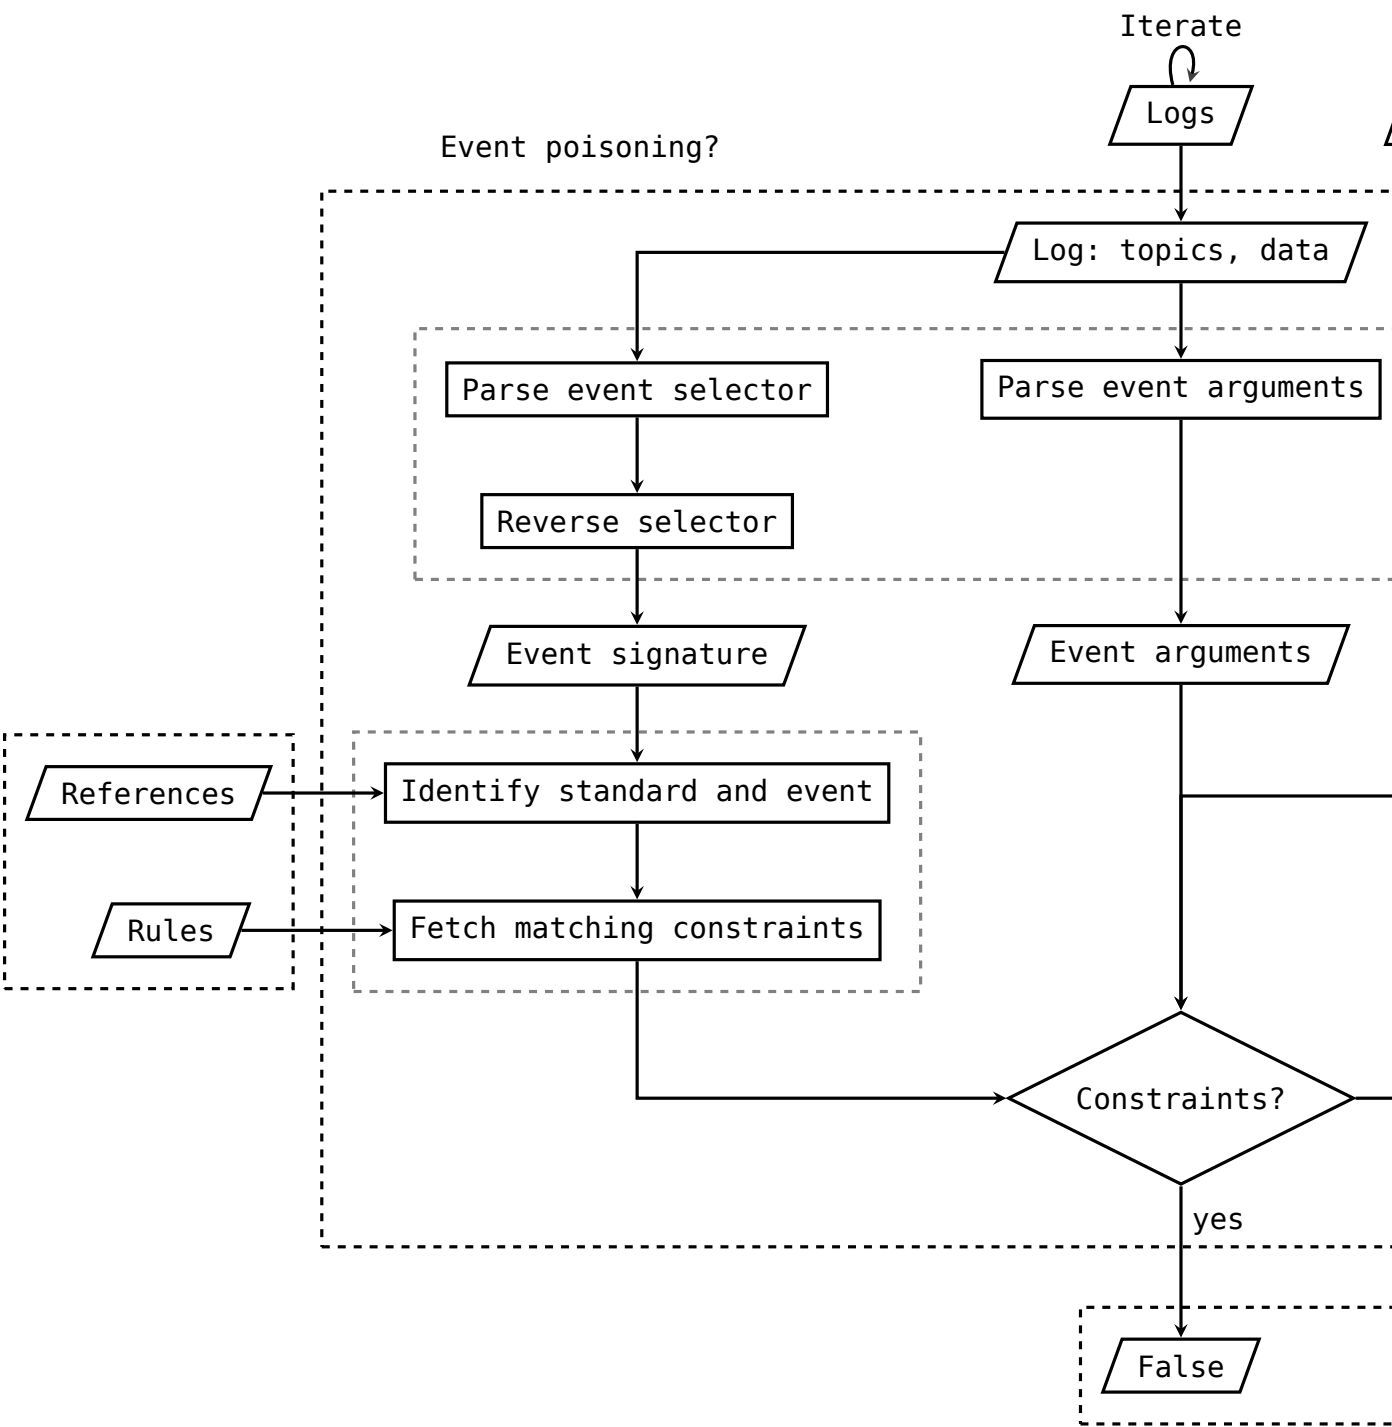 Iterate
Logs
Event poisoning?
Log: topics, data
Parse event selector
Parse event arguments
Reverse selector
Event signature
Event arguments
References
Identify standard and event
Rules
Fetch matching constraints
Constraints?
yes
False